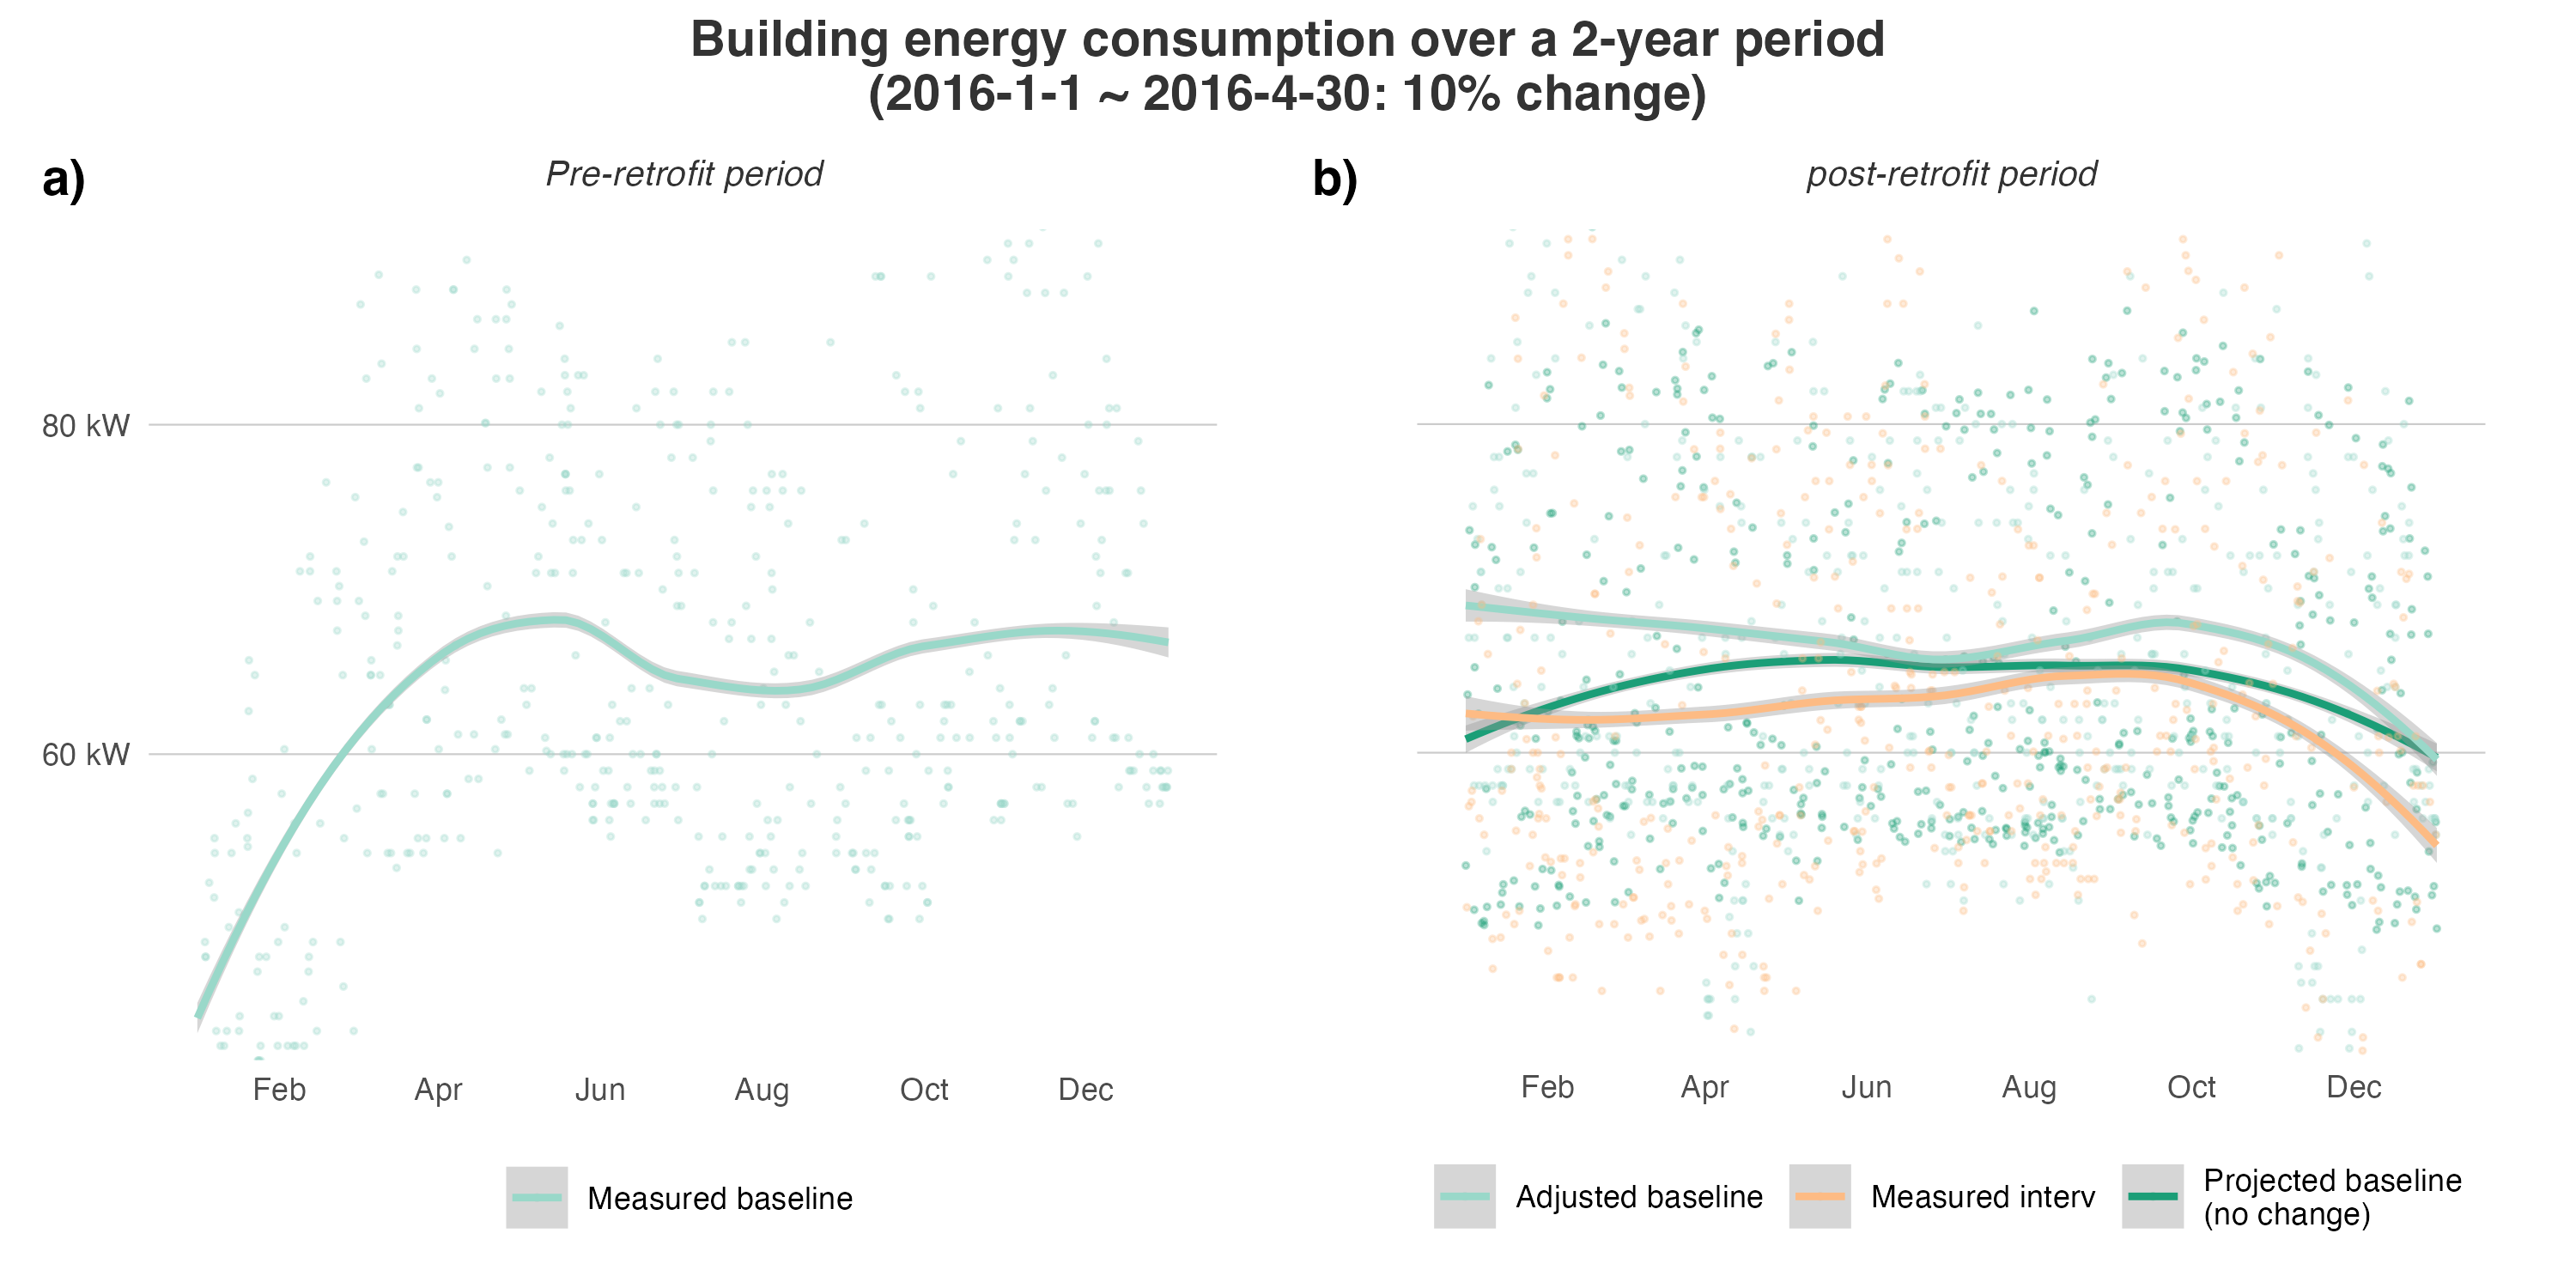 Building energy consumption over a 2-year period
(2016-1-1 ~ 2016-4-30: 10% change)
a)
Pre-retrofit period
80 kW
60 kW
Feb Apr Jun Aug Oct Dec
Measured baseline
b)
post-retrofit period
Feb Apr Jun Aug Oct Dec
Adjusted baseline
Measured interv
Projected baseline
(no change)